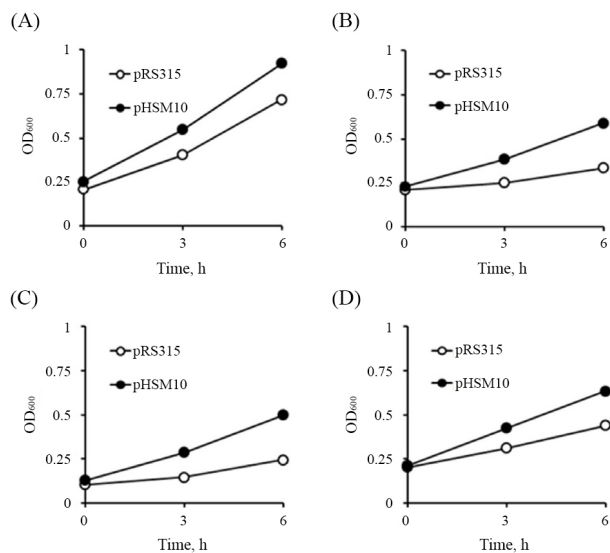 (A)
1
0.75
0.5
0.25
0
OD600
pRS315
pHSM10
0
3
6
Time, h
(B)
1
0.75
0.5
0.25
0
OD600
pRS315
pHSM10
0
3
6
Time, h
(C)
1
0.75
0.5
0.25
0
OD600
pRS315
pHSM10
0
3
6
Time, h
(D)
1
0.75
0.5
0.25
0
OD600
pRS315
pHSM10
0
3
6
Time, h